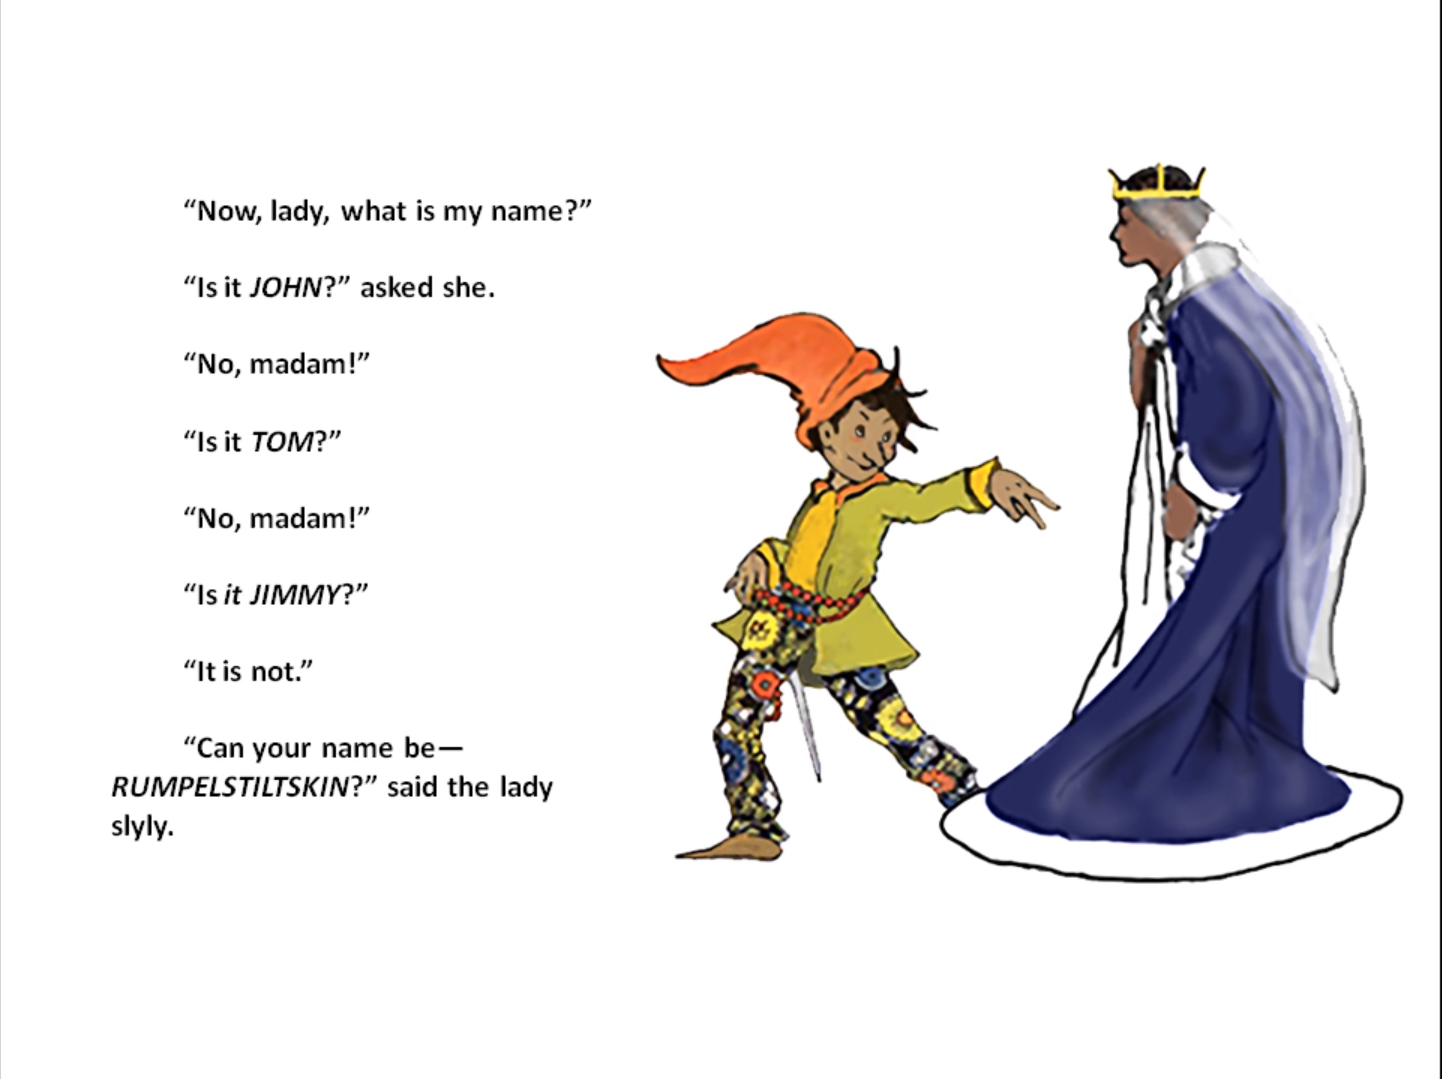 “Now, lady, what is my name?”
“Is it JOHN?” asked she.
“No, madam!”
“Is it TOM?”
“No, madam!”
“Is it JIMMY?”
“It is not.”
“Can your name be—
RUMPELSTILTSKIN?” said the lady
slyly.